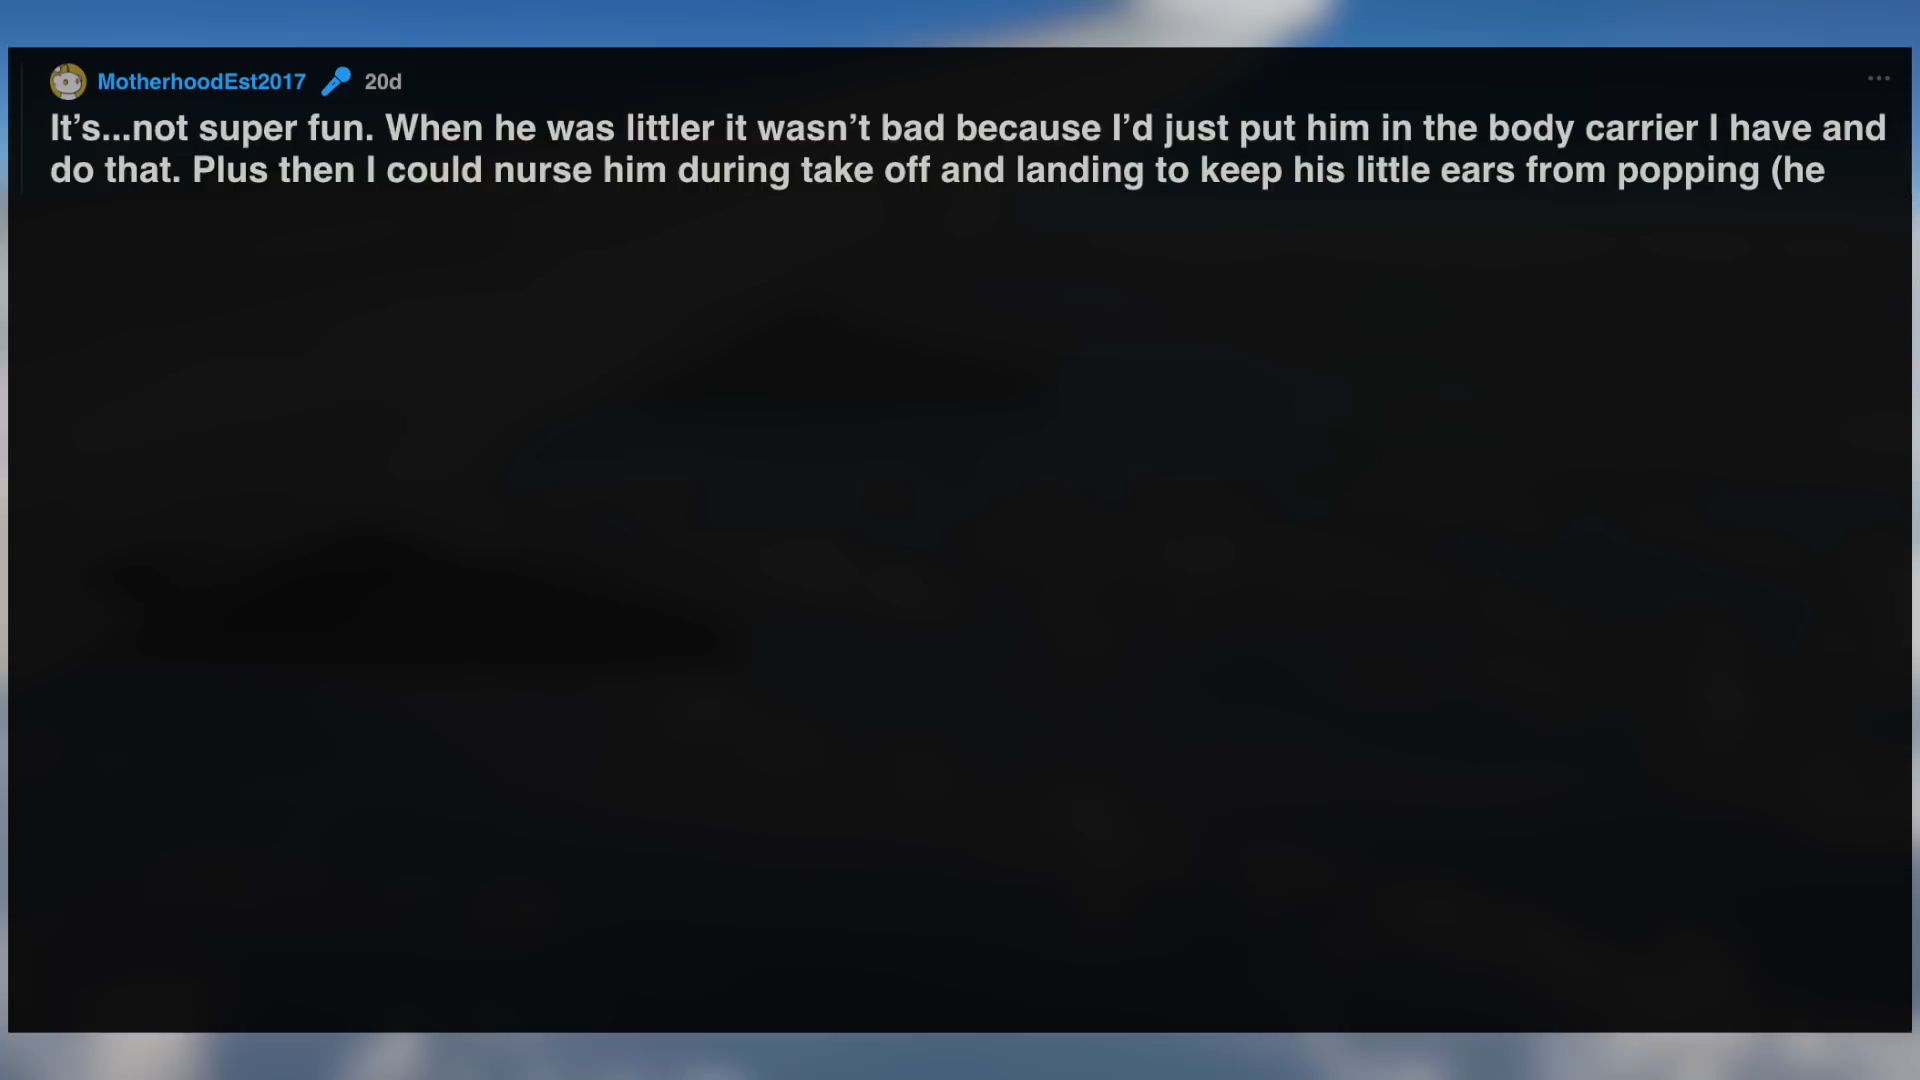 MotherhoodEst2017 20d
It’s...not super fun. When he was littler it wasn’t bad because I’d just put him in the body carrier I have and
do that. Plus then I could nurse him during take off and landing to keep his little ears from popping (he